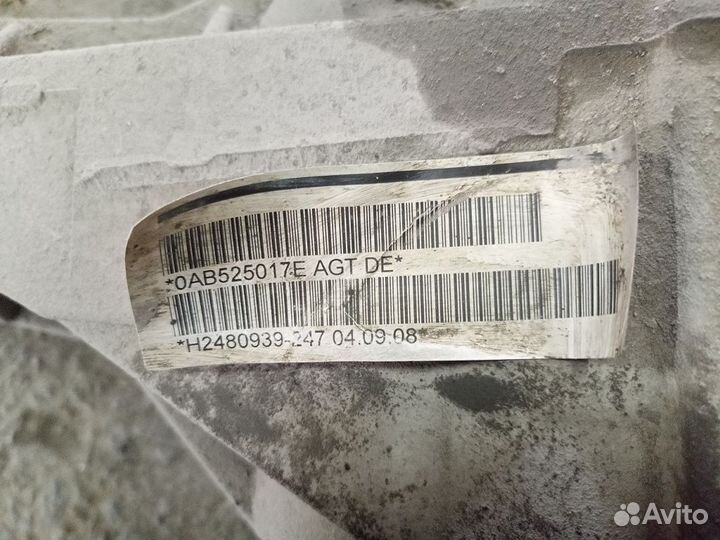 *0AB525017E AGT DE*
*H2480939-247 04.09.08*
Avito